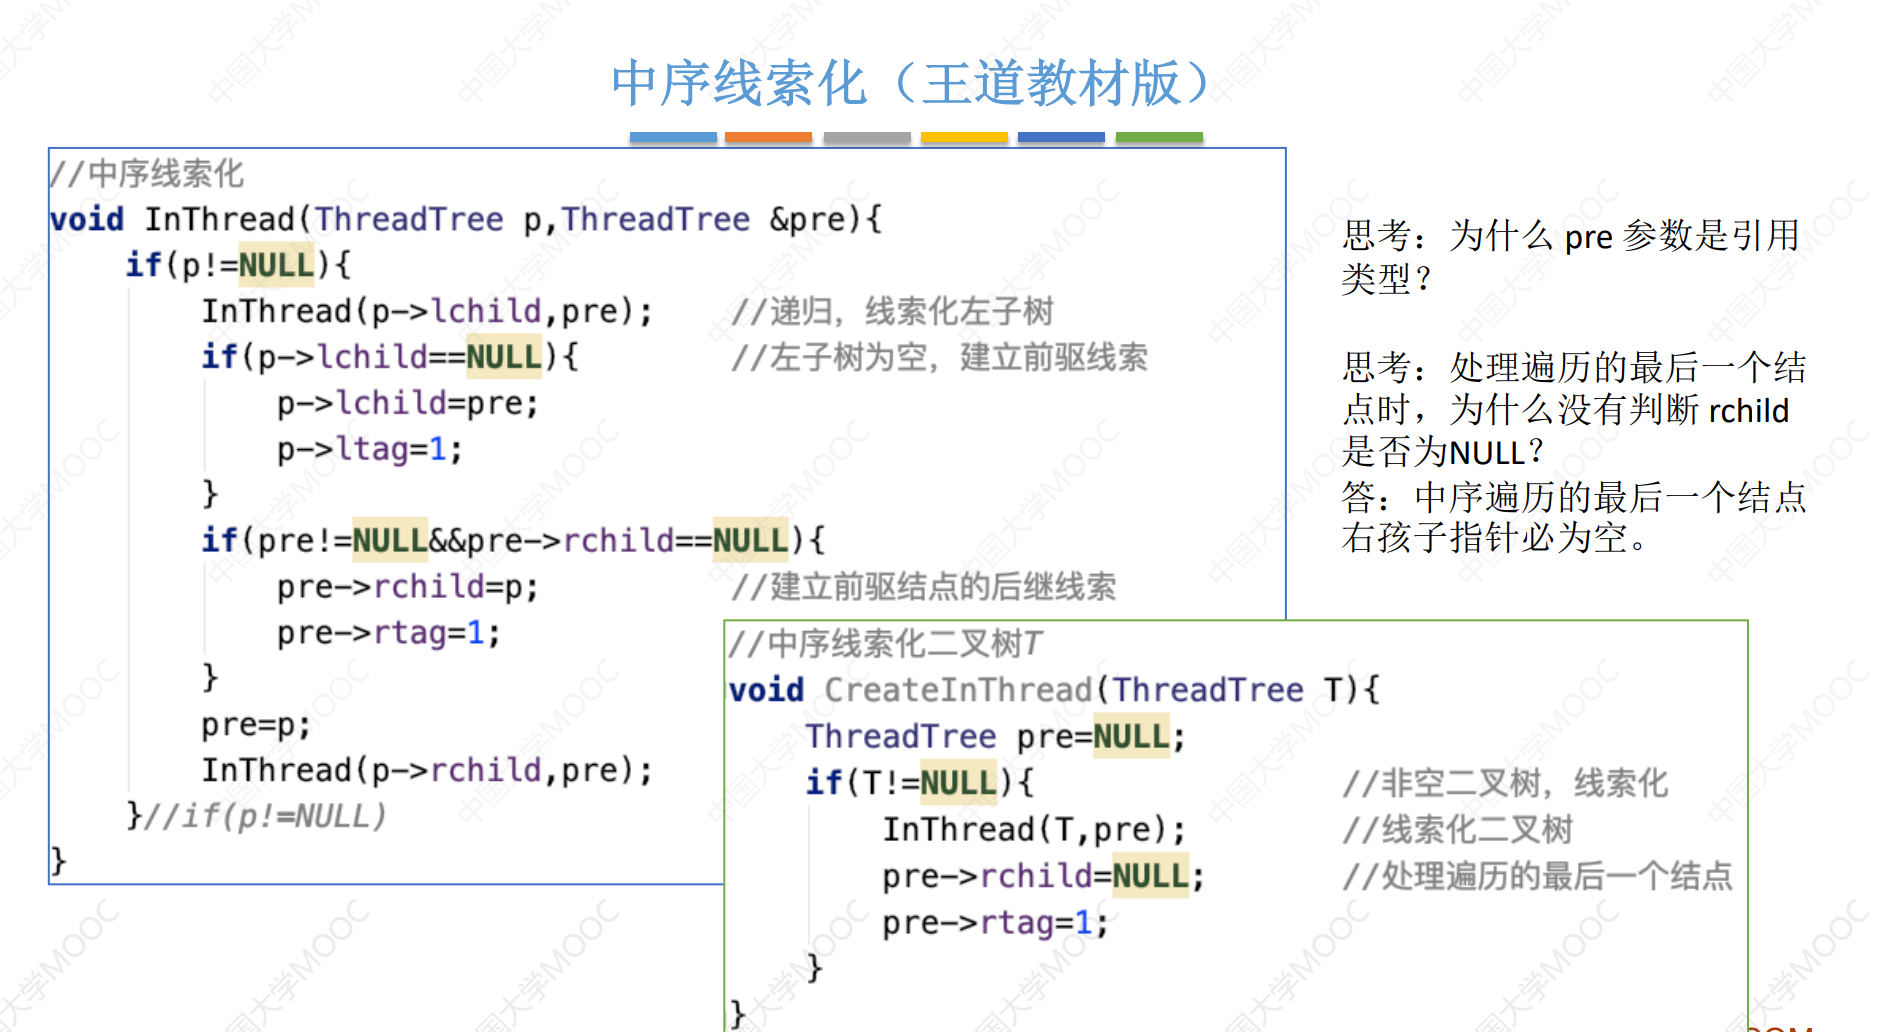 中序线索化（王道教材版）
//中序线索化
void InThread(ThreadTree p,ThreadTree &pre){
if(p!=NULL){
InThread(p->lchild,pre); //递归，线索化左子树
if(p->lchild==NULL){ //左子树为空，建立前驱线索
p->lchild=pre;
p->ltag=1;
}
if(pre!=NULL&&pre->rchild==NULL){
pre->rchild=p; //建立前驱结点的后继线索
pre->rtag=1;
}
pre=p;
InThread(p->rchild,pre);
}//if(p!=NULL)
}
思考：为什么 pre 参数是引用
类型？
思考：处理遍历的最后一个结
点时，为什么没有判断 rchild
是否为NULL？
答：中序遍历的最后一个结点
右孩子指针必为空。
//中序线索化二叉树T
void CreateInThread(ThreadTree T){
ThreadTree pre=NULL;
if(T!=NULL){ //非空二叉树，线索化
InThread(T,pre); //线索化二叉树
pre->rchild=NULL; //处理遍历的最后一个结点
pre->rtag=1;
}
}
中国大学MOOC